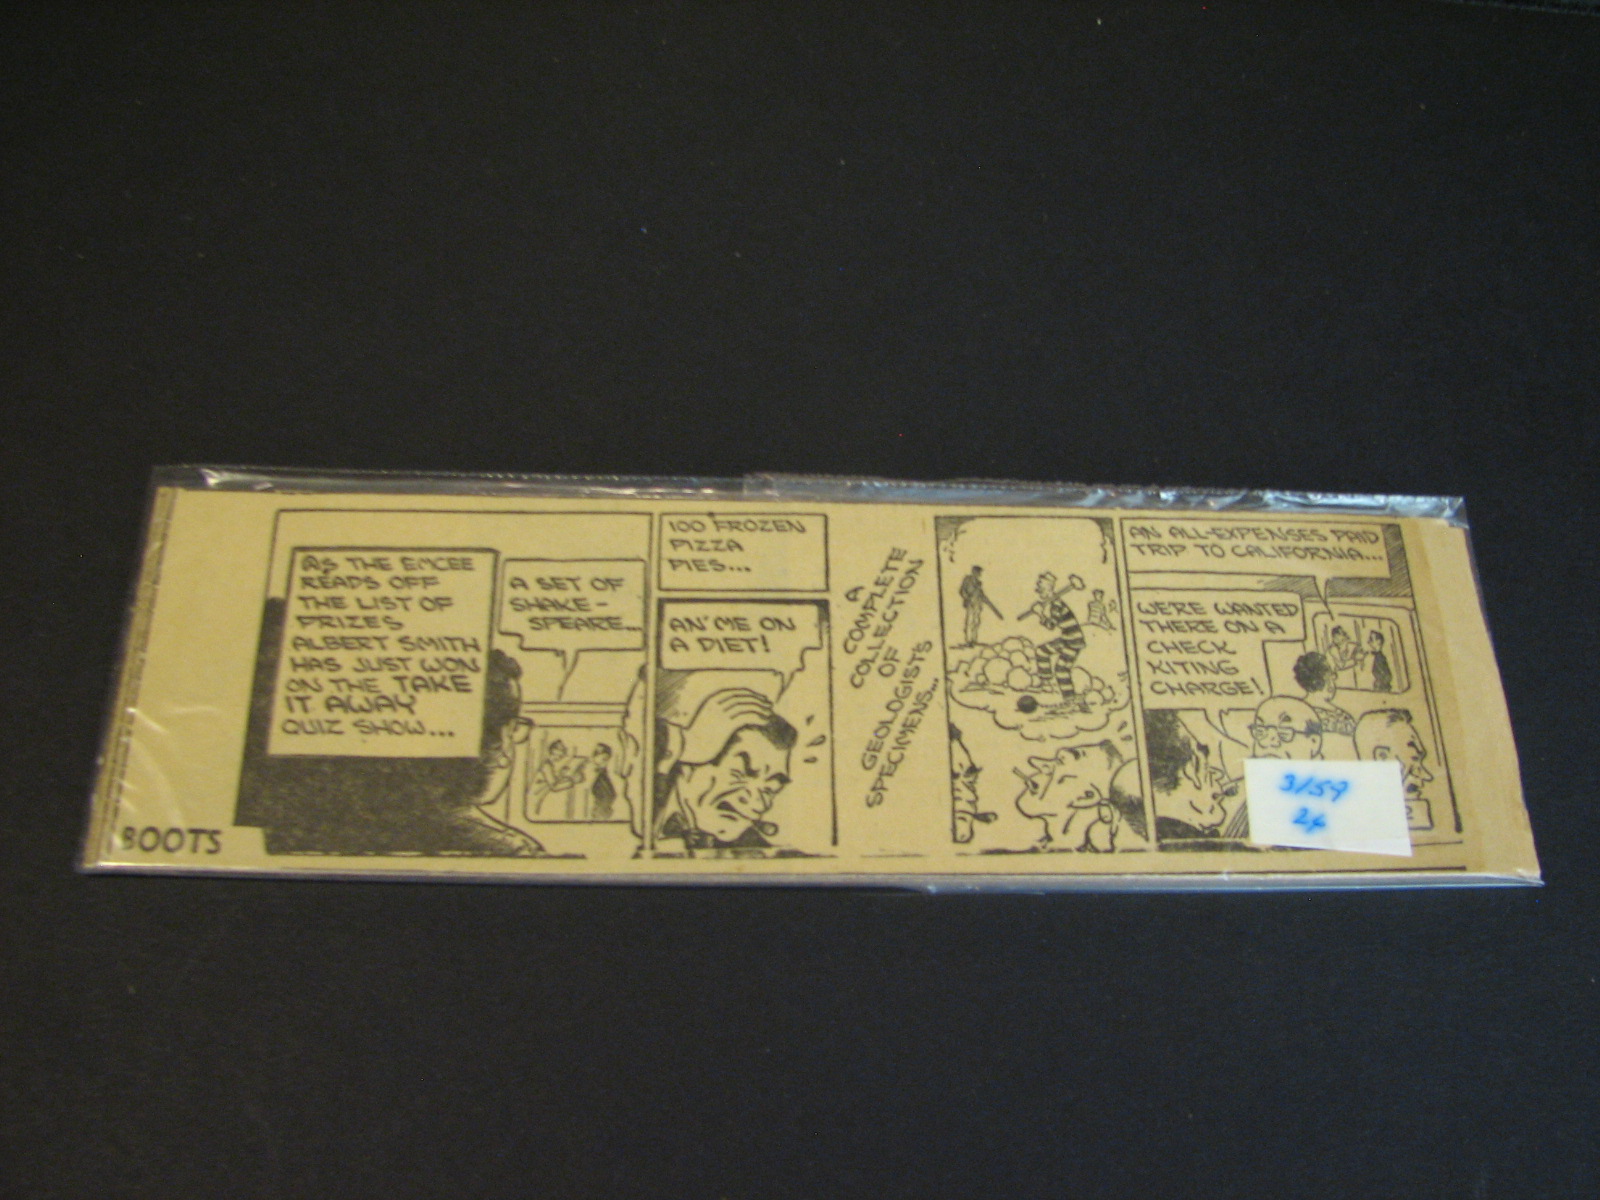 AS THE EMCEE
READS OFF
THE LIST OF
PRIZES
ALBERT SMITH
HAS JUST WON
ON THE TAKE
IT AWAY
QUIZ SHOW...
A SET OF
SHAKE-
SPEARE...
100 FROZEN
PIZZA
PIES...
AN' ME ON
A DIET!
A
COMPLETE
COLLECTION
OF
GEOLOGISTS
SPECIMENS...
AN ALL-EXPENSES PAID
TRIP TO CALIFORNIA...
WE'RE WANTED
THERE ON A
CHECK
KITING
CHARGE!
3/59
24
BOOTS